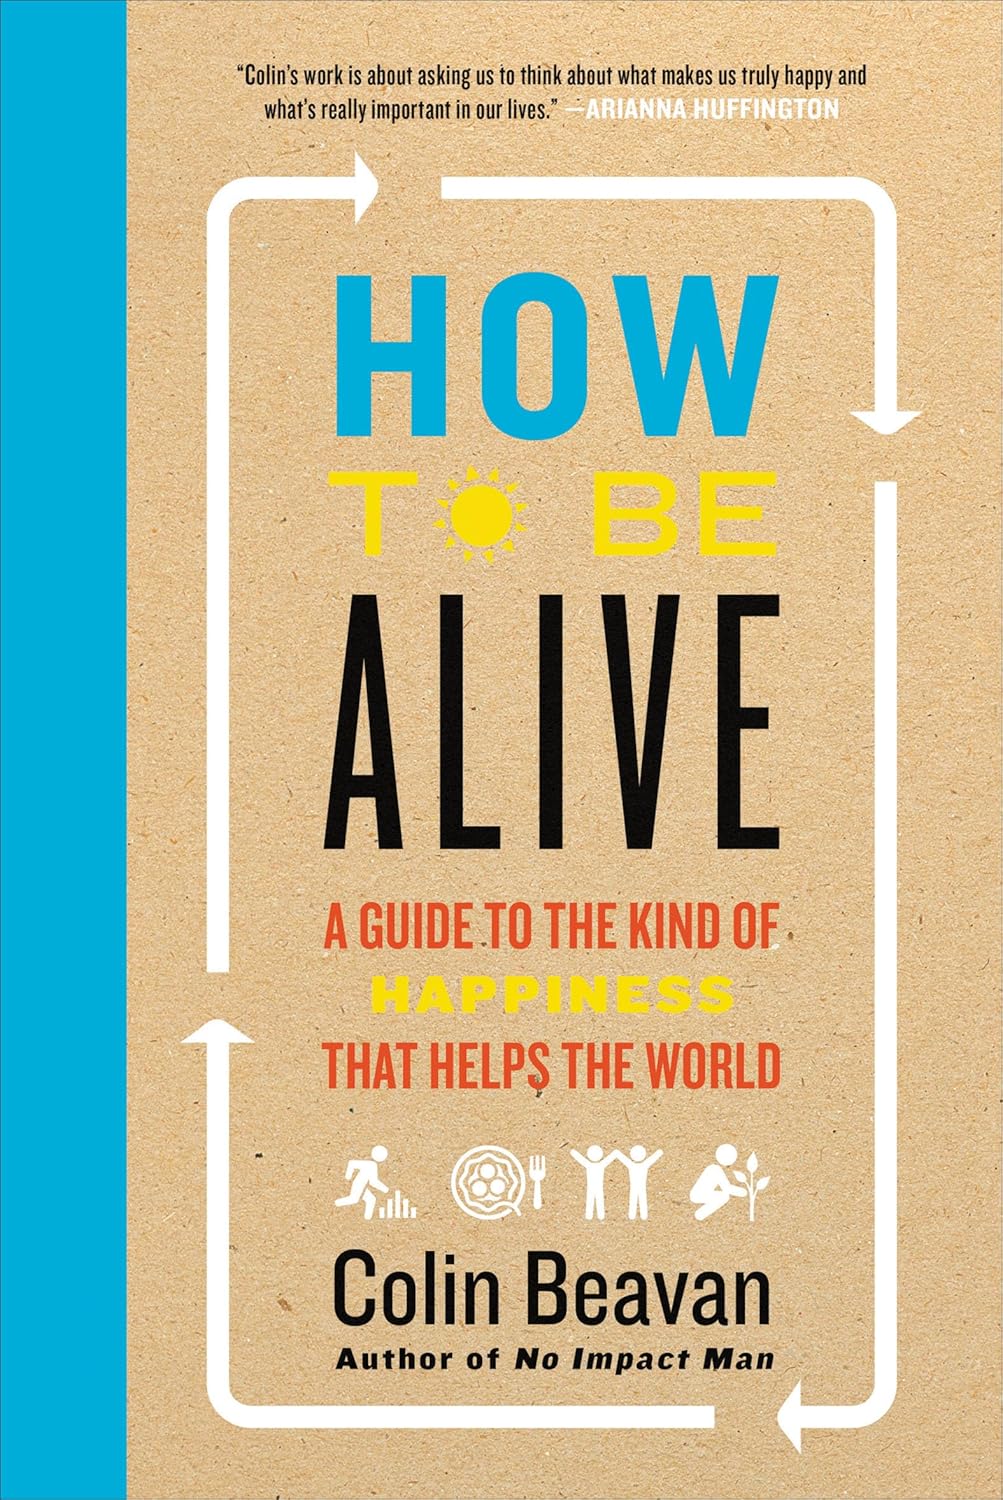 “Colin’s work is about asking us to think about what makes us truly happy and
what’s really important in our lives.” —ARIANNA HUFFINGTON
HOW
TO BE
ALIVE
A GUIDE TO THE KIND OF
HAPPINESS
THAT HELPS THE WORLD
Colin Beavan
Author of No Impact Man